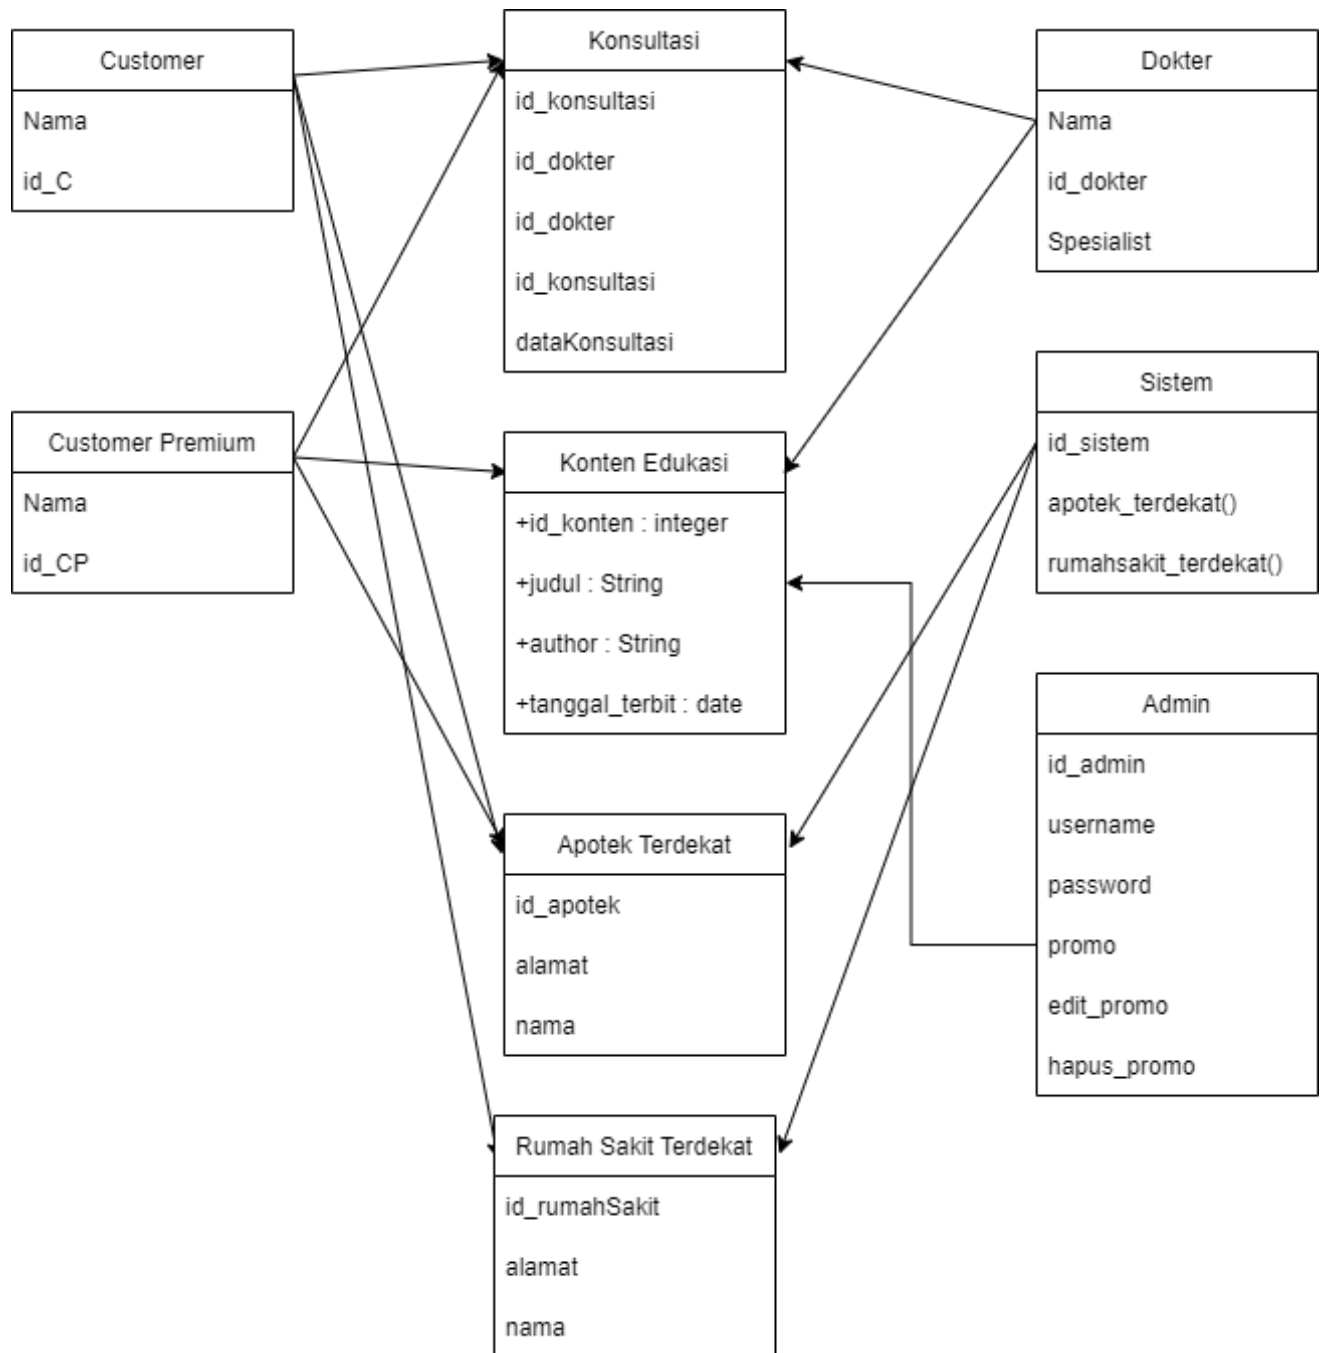 Customer
Nama
id_C
Customer Premium
Nama
id_CP
Konsultasi
id_konsultasi
id_dokter
id_dokter
id_konsultasi
dataKonsultasi
Konten Edukasi
+id_konten : integer
+judul : String
+author : String
+tanggal_terbit : date
Apotek Terdekat
id_apotek
alamat
nama
Rumah Sakit Terdekat
id_rumahSakit
alamat
nama
Dokter
Nama
id_dokter
Spesialist
Sistem
id_sistem
apotek_terdekat()
rumahsakit_terdekat()
Admin
id_admin
username
password
promo
edit_promo
hapus_promo